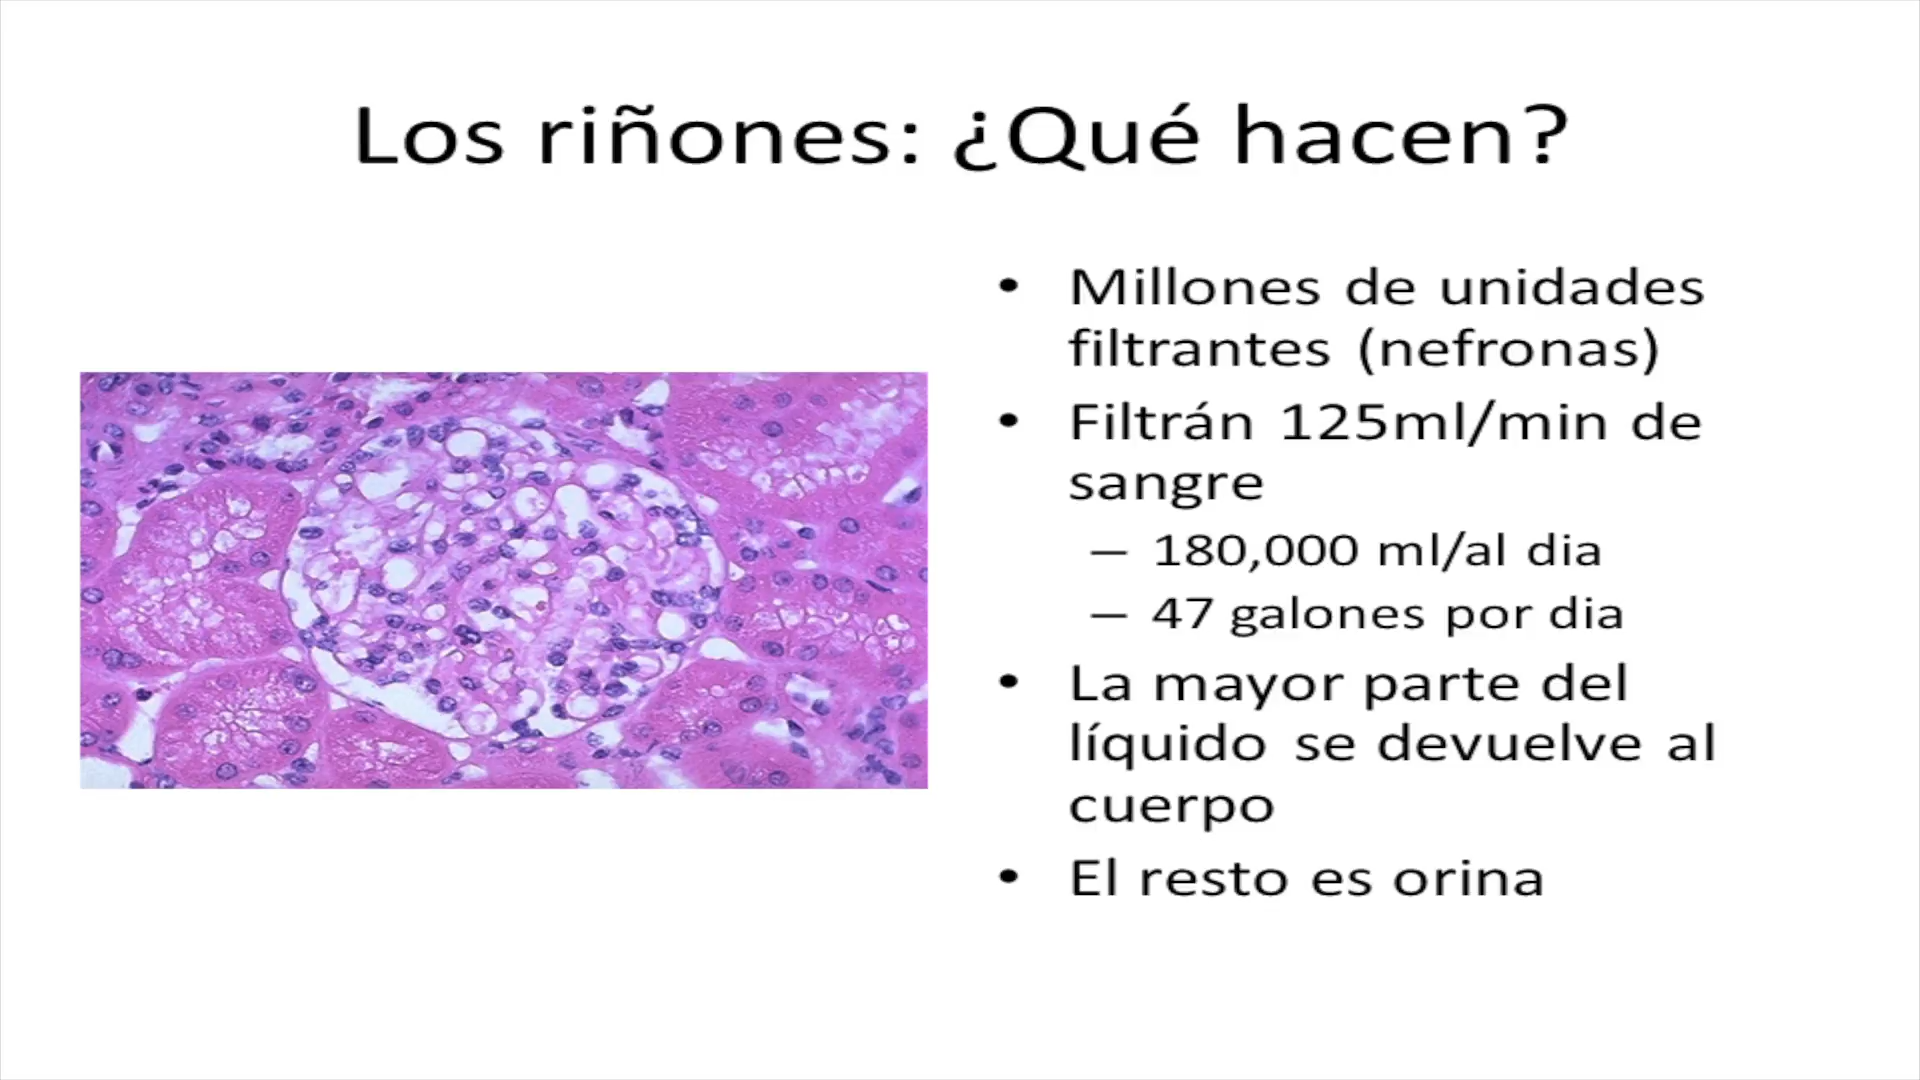 Los riñones: ¿Qué hacen?
• Millones de unidades
filtrantes (nefronas)
• Filtrán 125ml/min de
sangre
– 180,000 ml/al dia
– 47 galones por dia
• La mayor parte del
líquido se devuelve al
cuerpo
• El resto es orina